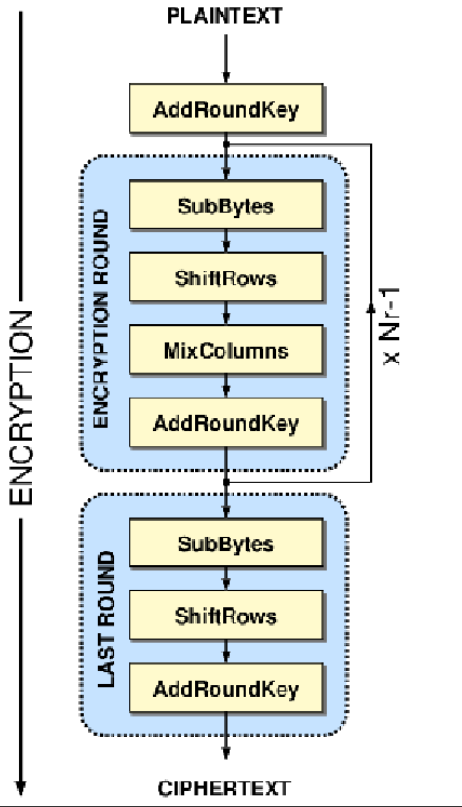 PLAINTEXT
AddRoundKey
ENCRYPTION ROUND
SubBytes
ShiftRows
MixColumns
AddRoundKey
x Nr-1
ENCRYPTION
LAST ROUND
SubBytes
ShiftRows
AddRoundKey
CIPHERTEXT